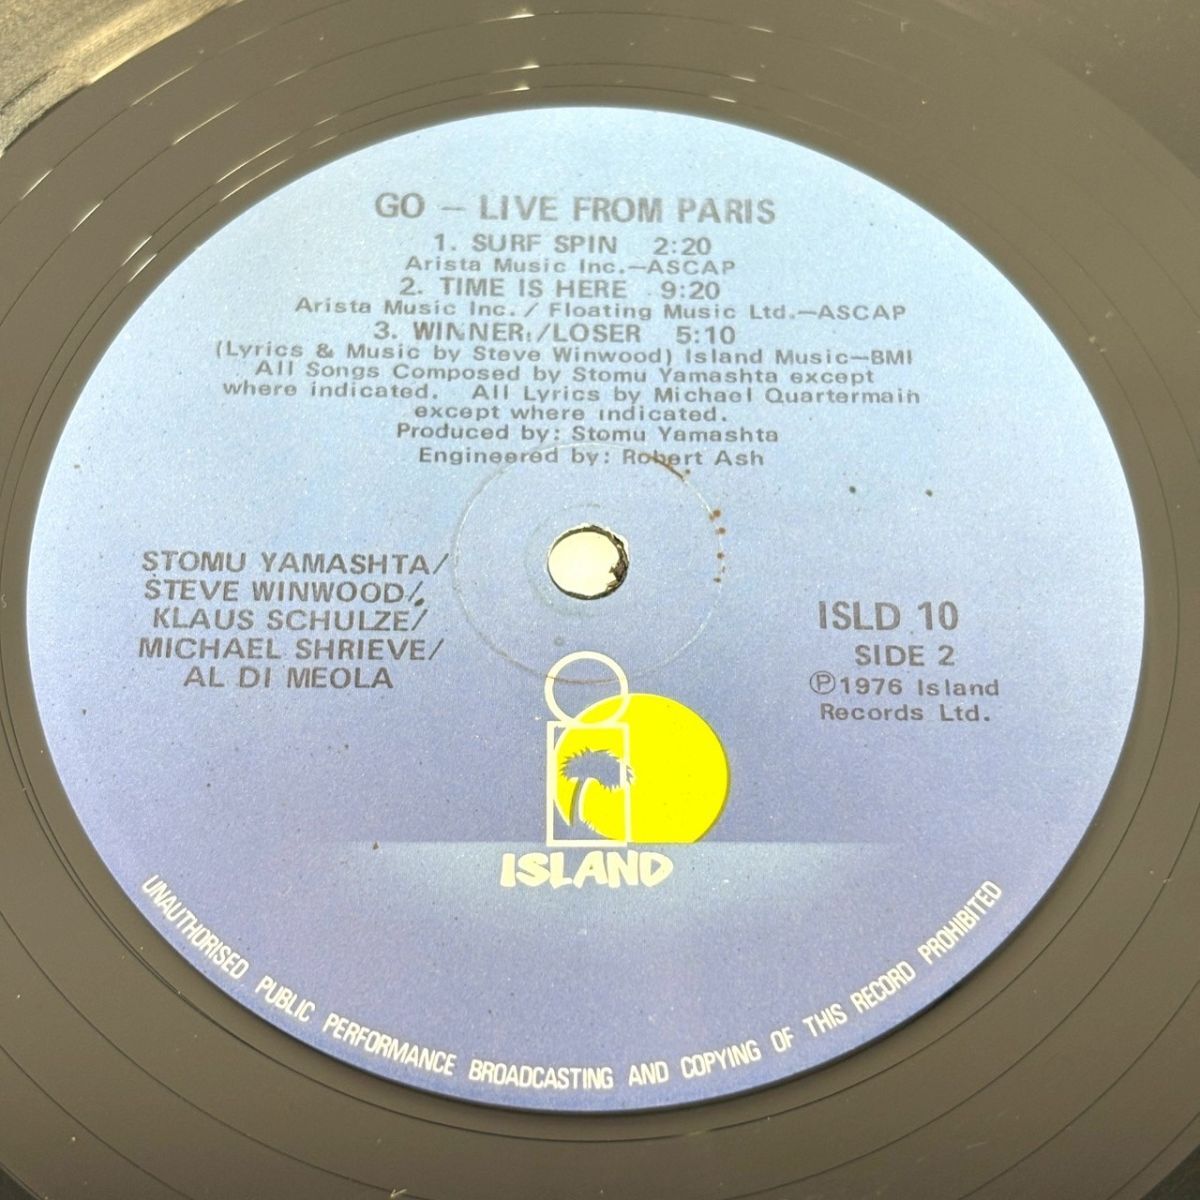 GO – LIVE FROM PARIS
1. SURF SPIN 2:20
Arista Music Inc.—ASCAP
2. TIME IS HERE 9:20
Arista Music Inc. / Floating Music Ltd.—ASCAP
3. WINNER/LOSER 5:10
(Lyrics & Music by Steve Winwood) Island Music—BMI
All Songs Composed by Stomu Yamashta except
where indicated. All Lyrics by Michael Quartermain
except where indicated.
Produced by: Stomu Yamashta
Engineered by: Robert Ash
STOMU YAMASHTA/
STEVE WINWOOD/
KLAUS SCHULZE/
MICHAEL SHRIEVE/
AL DI MEOLA
ISLD 10
SIDE 2
Ⓟ1976 Island
Records Ltd.
ISLAND
UNAUTHORISED PUBLIC PERFORMANCE BROADCASTING AND COPYING OF THIS RECORD PROHIBITED